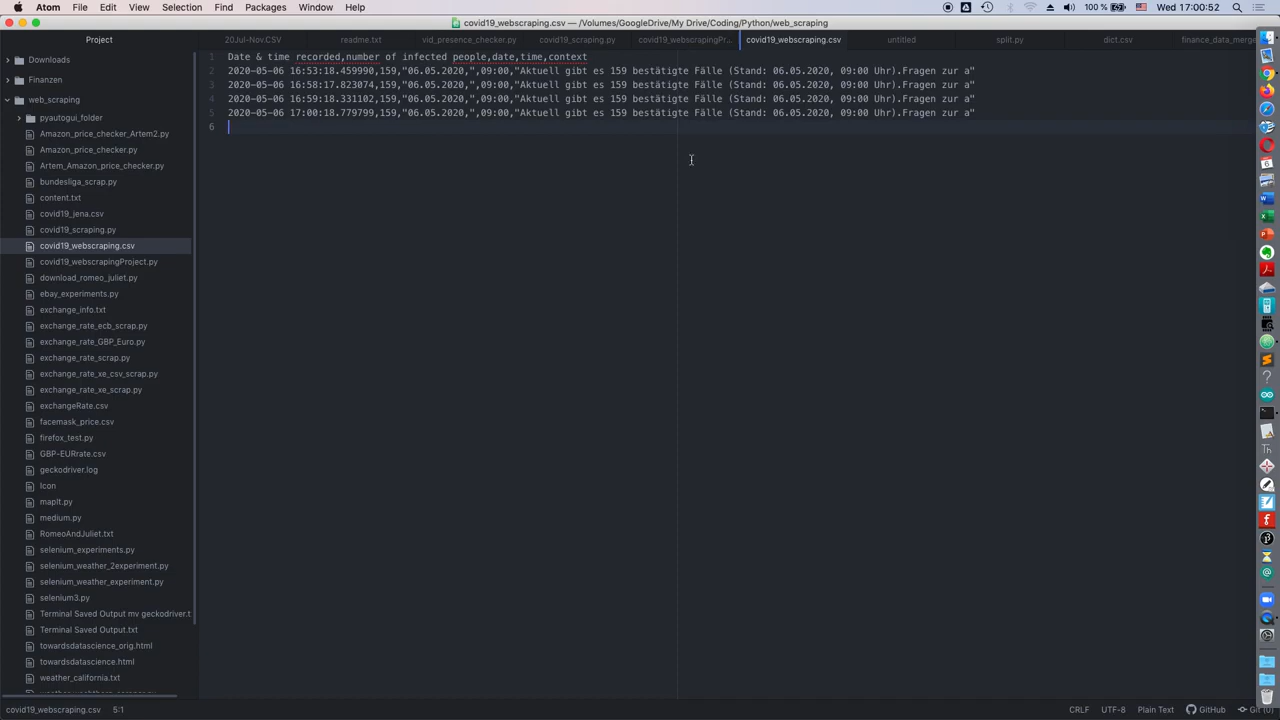 Atom File Edit View Selection Find Packages Window Help 100 % Wed 17:00:52
covid19_webscraping.csv — /Volumes/GoogleDrive/My Drive/Coding/Python/web_scraping
Project 20Jul-Nov.CSV readme.txt vid_presence_checker.py covid19_scraping.py covid19_webscrapingPr... covid19_webscraping.csv untitled split.py dict.csv finance_data_merge
Downloads
Finanzen
web_scraping
pyautogui_folder
Amazon_price_checker_Artem2.py
Amazon_price_checker.py
Artem_Amazon_price_checker.py
bundesliga_scrap.py
content.txt
covid19_jena.csv
covid19_scraping.py
covid19_webscraping.csv
covid19_webscrapingProject.py
download_romeo_juliet.py
ebay_experiments.py
exchange_info.txt
exchange_rate_ecb_scrap.py
exchange_rate_GBP_Euro.py
exchange_rate_scrap.py
exchange_rate_xe_csv_scrap.py
exchange_rate_xe_scrap.py
exchangeRate.csv
facemask_price.csv
firefox_test.py
GBP-EURrate.csv
geckodriver.log
Icon
mapIt.py
medium.py
RomeoAndJuliet.txt
selenium_experiments.py
selenium_weather_2experiment.py
selenium_weather_experiment.py
selenium3.py
Terminal Saved Output mv geckodriver.t
Terminal Saved Output.txt
towardsdatascience_orig.html
towardsdatascience.html
weather_california.txt
1 Date & time recorded,number of infected people,date,time,context
2 2020-05-06 16:53:18.459990,159,"06.05.2020,",09:00,"Aktuell gibt es 159 bestätigte Fälle (Stand: 06.05.2020, 09:00 Uhr).Fragen zur a"
3 2020-05-06 16:58:17.823074,159,"06.05.2020,",09:00,"Aktuell gibt es 159 bestätigte Fälle (Stand: 06.05.2020, 09:00 Uhr).Fragen zur a"
4 2020-05-06 16:59:18.331102,159,"06.05.2020,",09:00,"Aktuell gibt es 159 bestätigte Fälle (Stand: 06.05.2020, 09:00 Uhr).Fragen zur a"
5 2020-05-06 17:00:18.779799,159,"06.05.2020,",09:00,"Aktuell gibt es 159 bestätigte Fälle (Stand: 06.05.2020, 09:00 Uhr).Fragen zur a"
6
covid19_webscraping.csv 5:1 CRLF UTF-8 Plain Text GitHub Git (0)